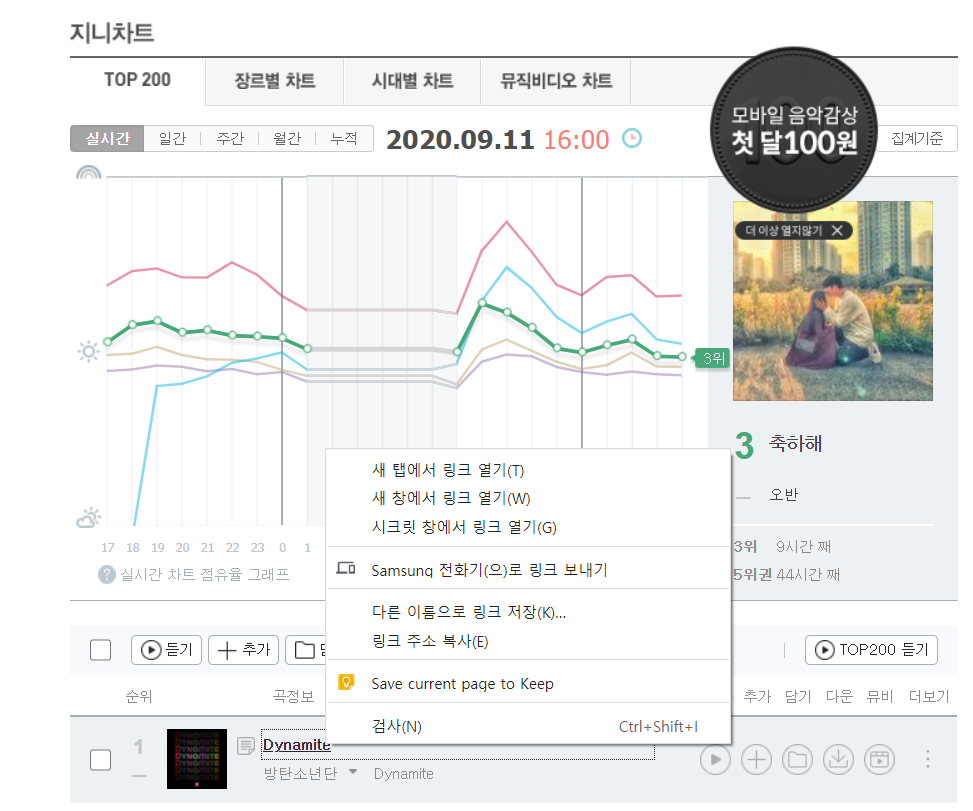 지니차트
TOP 200
장르별 차트
시대별 차트
뮤직비디오 차트
모바일 음악감상
첫 달100원
실시간
일간
주간
월간
누적
2020.09.11 16:00
집계기준
더 이상 열지않기
3위
3 축하해
오반
3위 9시간 째
5위권 44시간 째
17 18 19 20 21 22 23 0 1
? 실시간 차트 점유율 그래프
새 탭에서 링크 열기(T)
새 창에서 링크 열기(W)
시크릿 창에서 링크 열기(G)
Samsung 전화기(으)로 링크 보내기
다른 이름으로 링크 저장(K)...
링크 주소 복사(E)
Save current page to Keep
검사(N) Ctrl+Shift+I
듣기
추가
TOP200 듣기
순위
곡정보
추가
담기
다운
뮤비
더보기
1
DYNAMITE
DYNAMITE
DYNAMITE
DYNAMITE
Dynamite
방탄소년단
Dynamite